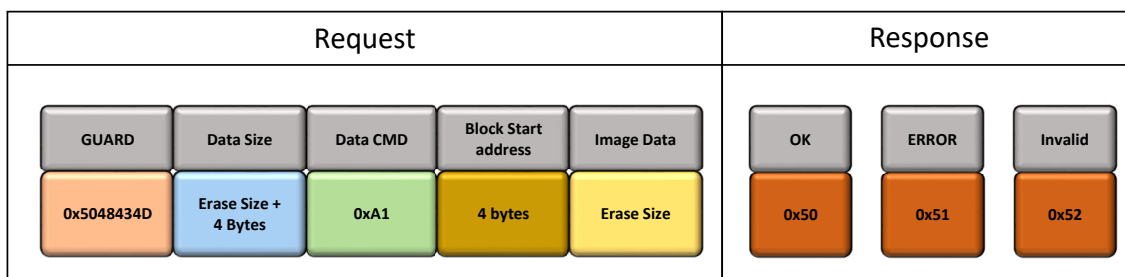 Request
Response
GUARD
Data Size
Data CMD
Block Start
address
Image Data
OK
ERROR
Invalid
0x5048434D
Erase Size +
4 Bytes
0xA1
4 bytes
Erase Size
0x50
0x51
0x52